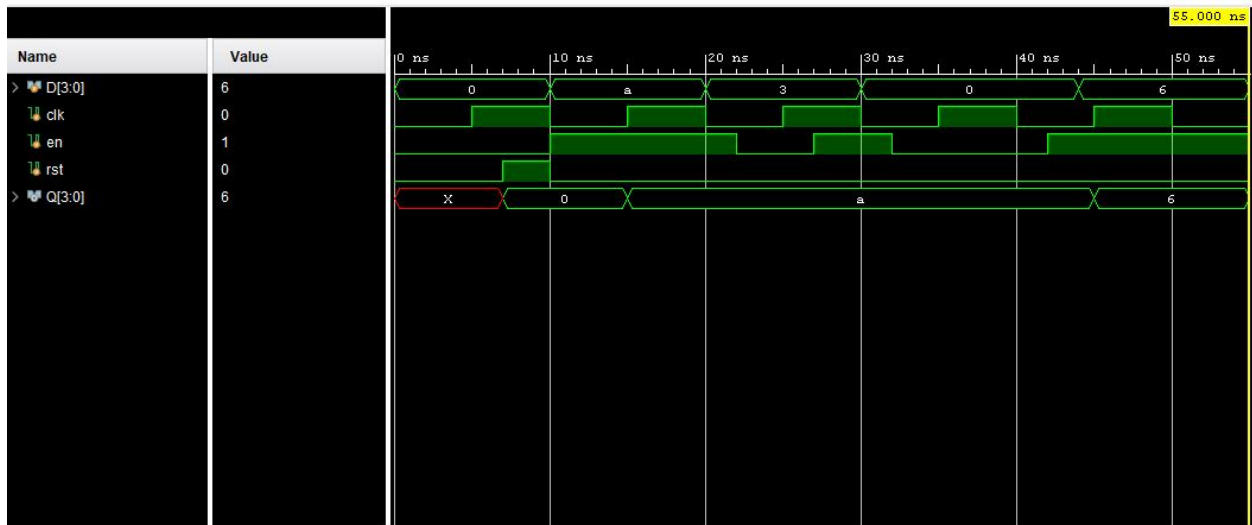 55.000 ns
Name Value
0 ns 10 ns 20 ns 30 ns 40 ns 50 ns
D[3:0] 6 0 a 3 0 6
clk 0
en 1
rst 0
Q[3:0] 6 X 0 a 6